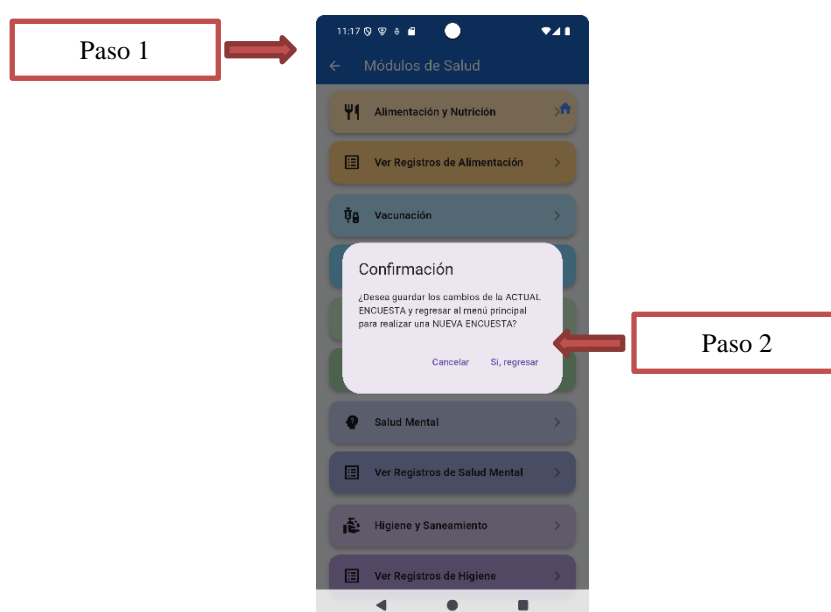 Paso 1
11:17
Módulos de Salud
Alimentación y Nutrición
Ver Registros de Alimentación
Vacunación
Confirmación
¿Desea guardar los cambios de la ACTUAL
ENCUESTA y regresar al menú principal
para realizar una NUEVA ENCUESTA?
Cancelar Sí, regresar
Paso 2
Salud Mental
Ver Registros de Salud Mental
Higiene y Saneamiento
Ver Registros de Higiene